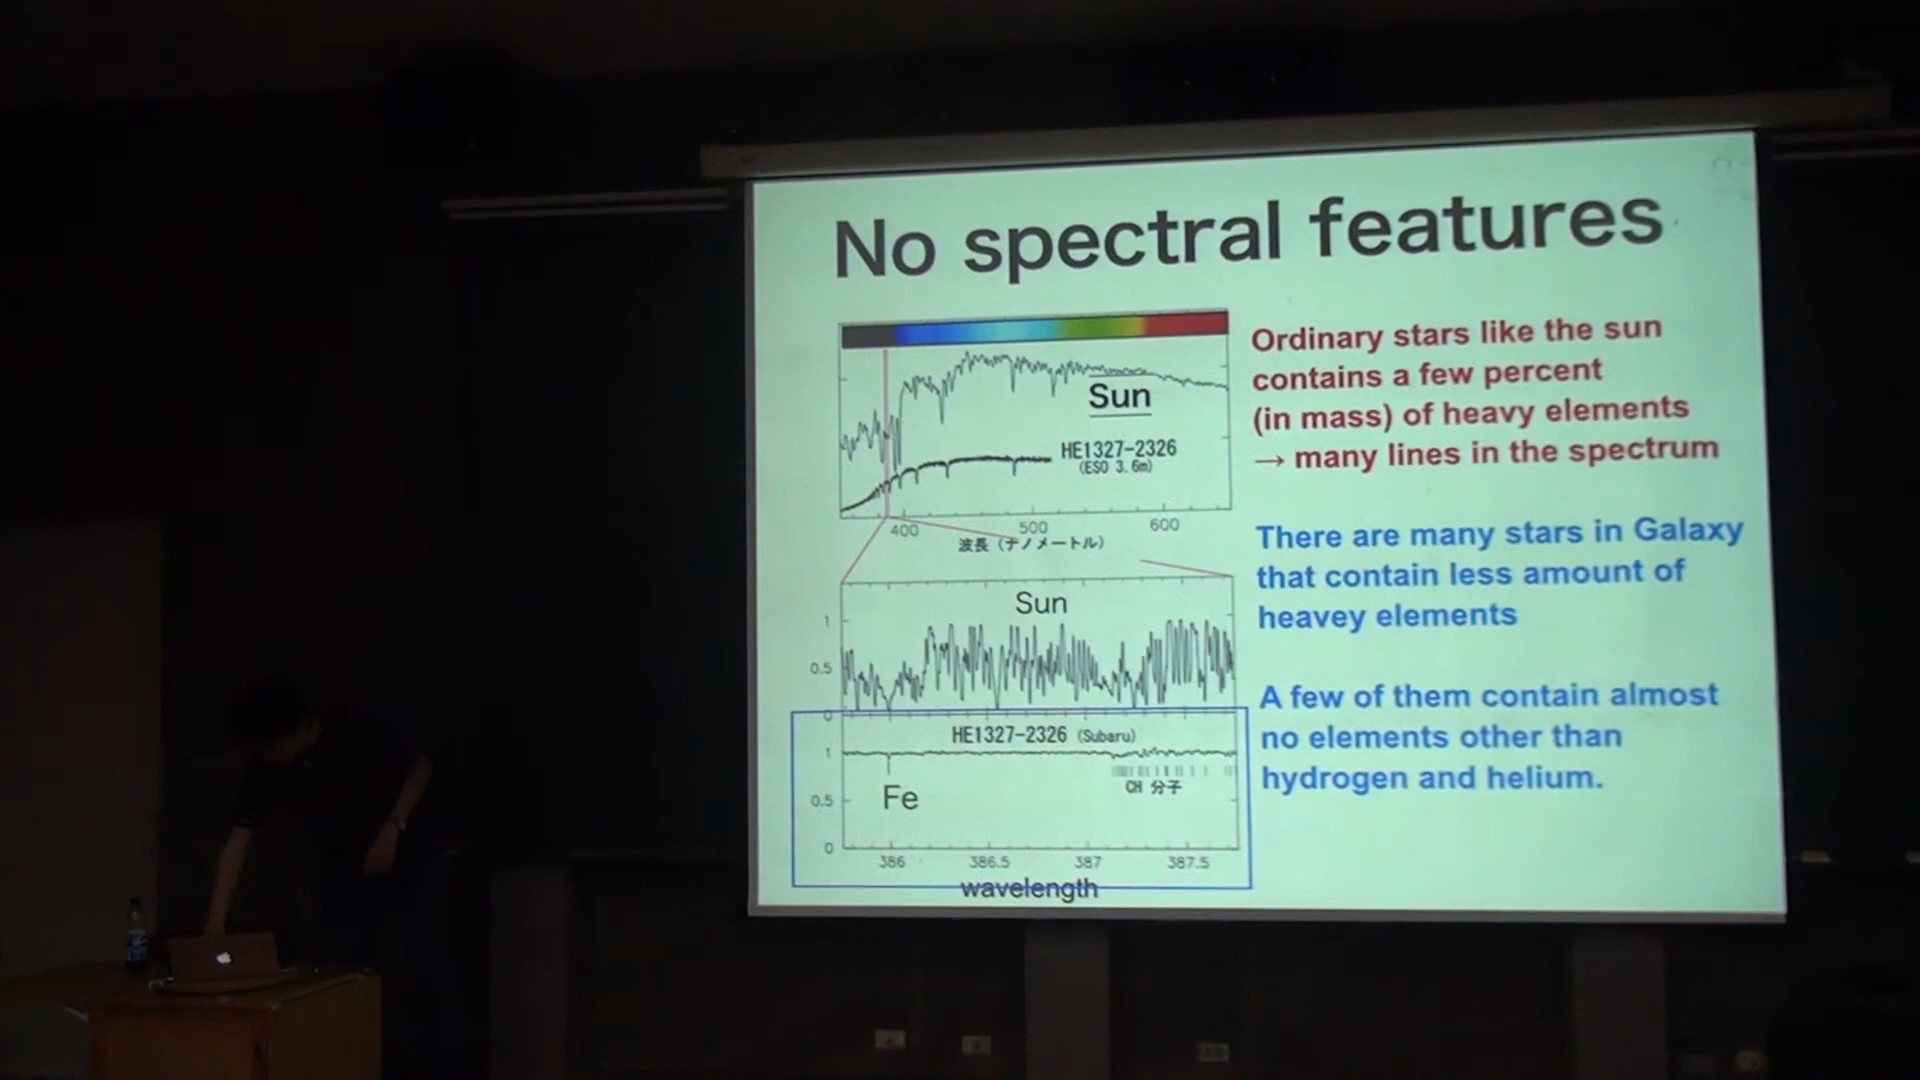 No spectral features
Sun
HE1327-2326
(ESO 3.6m)
400 500 600
波長（ナノメートル）
Sun
1
0.5
0
HE1327-2326 (Subaru)
1
Fe
CH 分子
0.5
0
386 386.5 387 387.5
wavelength
Ordinary stars like the sun
contains a few percent
(in mass) of heavy elements
→ many lines in the spectrum
There are many stars in Galaxy
that contain less amount of
heavey elements
A few of them contain almost
no elements other than
hydrogen and helium.